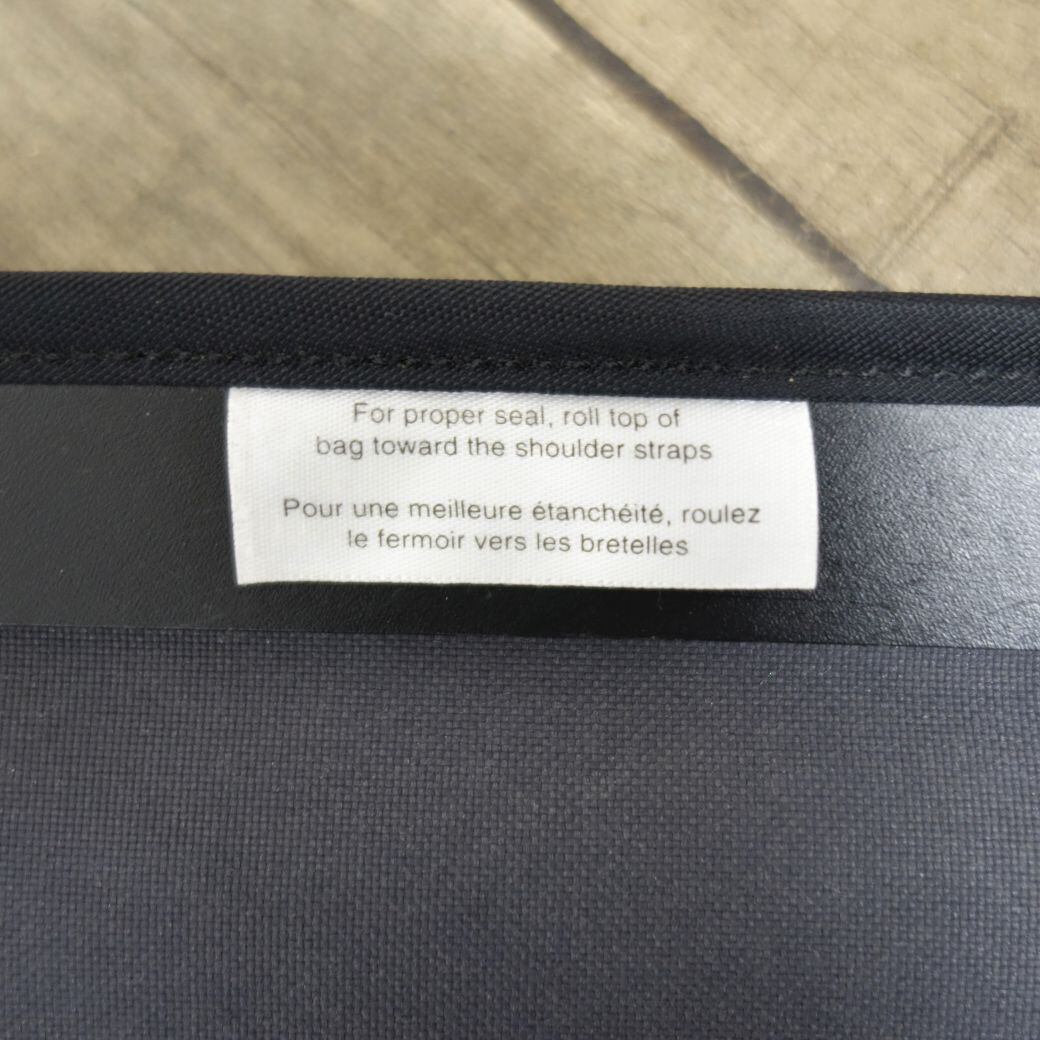 For proper seal, roll top of
bag toward the shoulder straps
Pour une meilleure étanchéité, roulez
le fermoir vers les bretelles